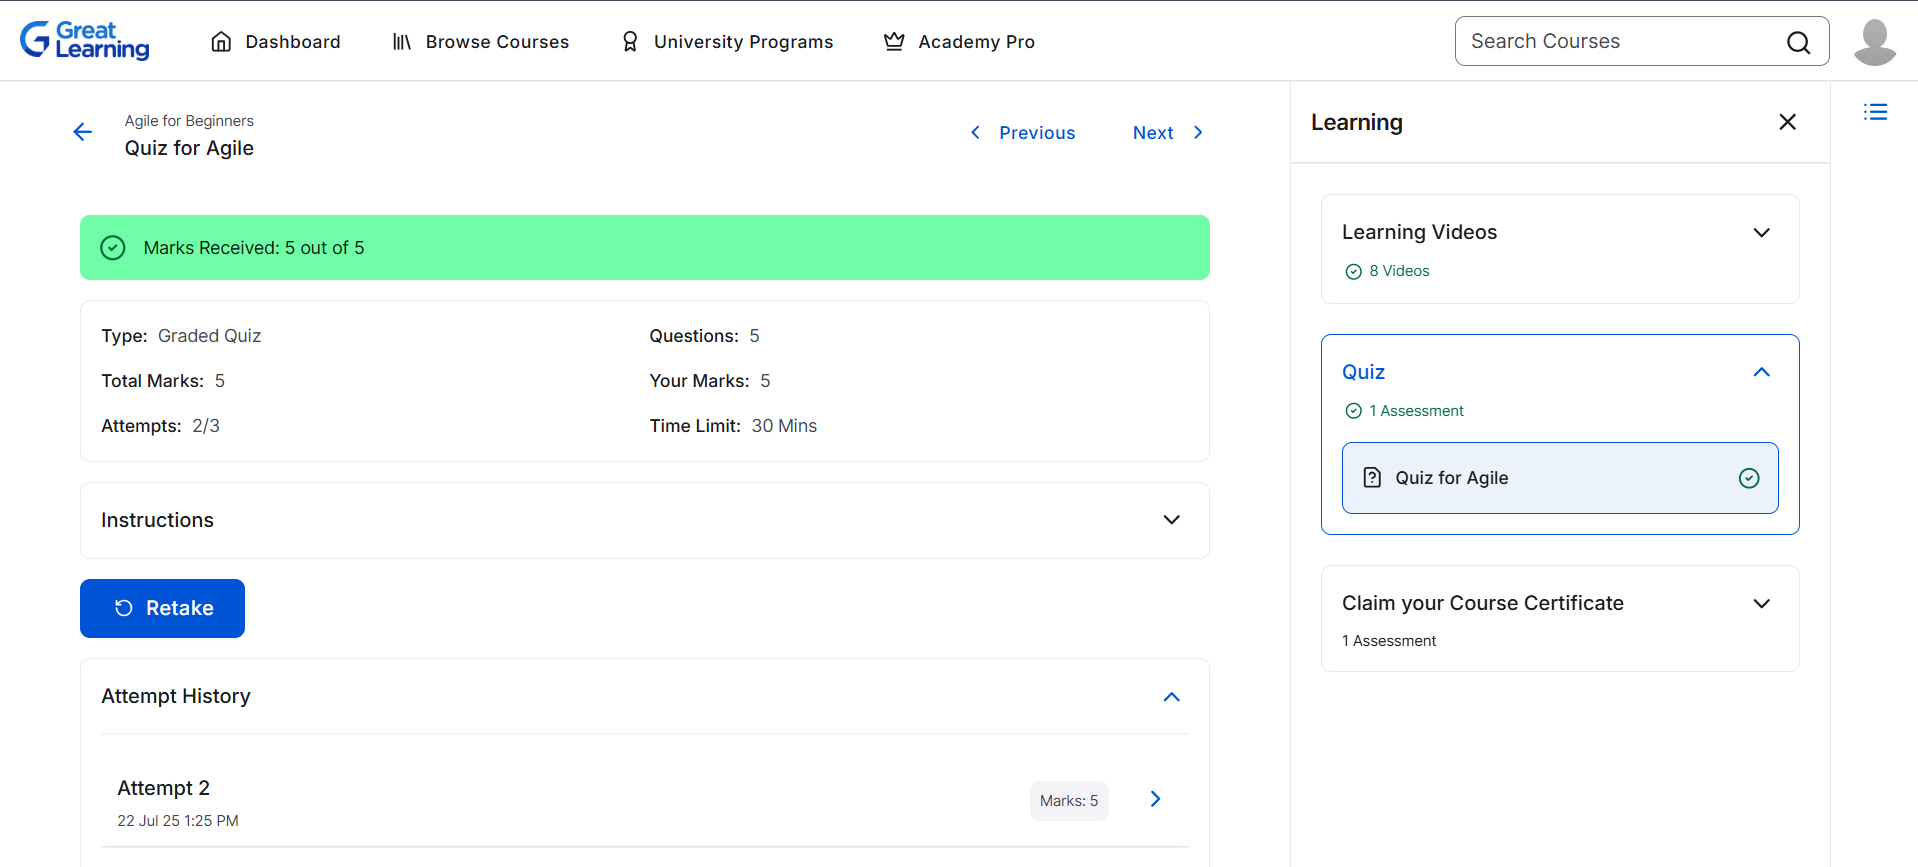 Great Learning
Dashboard
Browse Courses
University Programs
Academy Pro
Search Courses
Agile for Beginners
Quiz for Agile
Previous
Next
Marks Received: 5 out of 5
Type: Graded Quiz
Questions: 5
Total Marks: 5
Your Marks: 5
Attempts: 2/3
Time Limit: 30 Mins
Instructions
Retake
Attempt History
Attempt 2
22 Jul 25 1:25 PM
Marks: 5
Learning
Learning Videos
8 Videos
Quiz
1 Assessment
Quiz for Agile
Claim your Course Certificate
1 Assessment